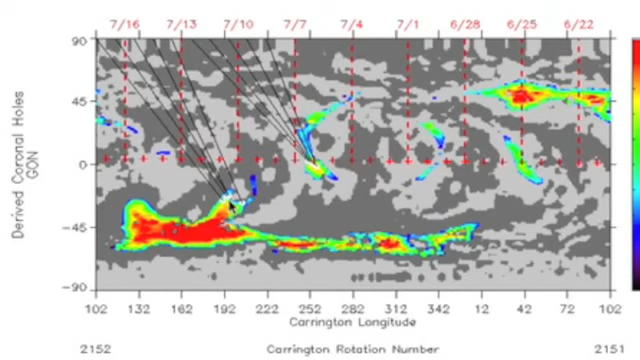 7/16 7/13 7/10 7/7 7/4 7/1 6/28 6/25 6/22
Derived Coronal Holes
GON
90
45
0
-45
-90
102 132 162 192 222 252 282 312 342 12 42 72 102
Carrington Longitude
2152 Carrington Rotation Number 2151